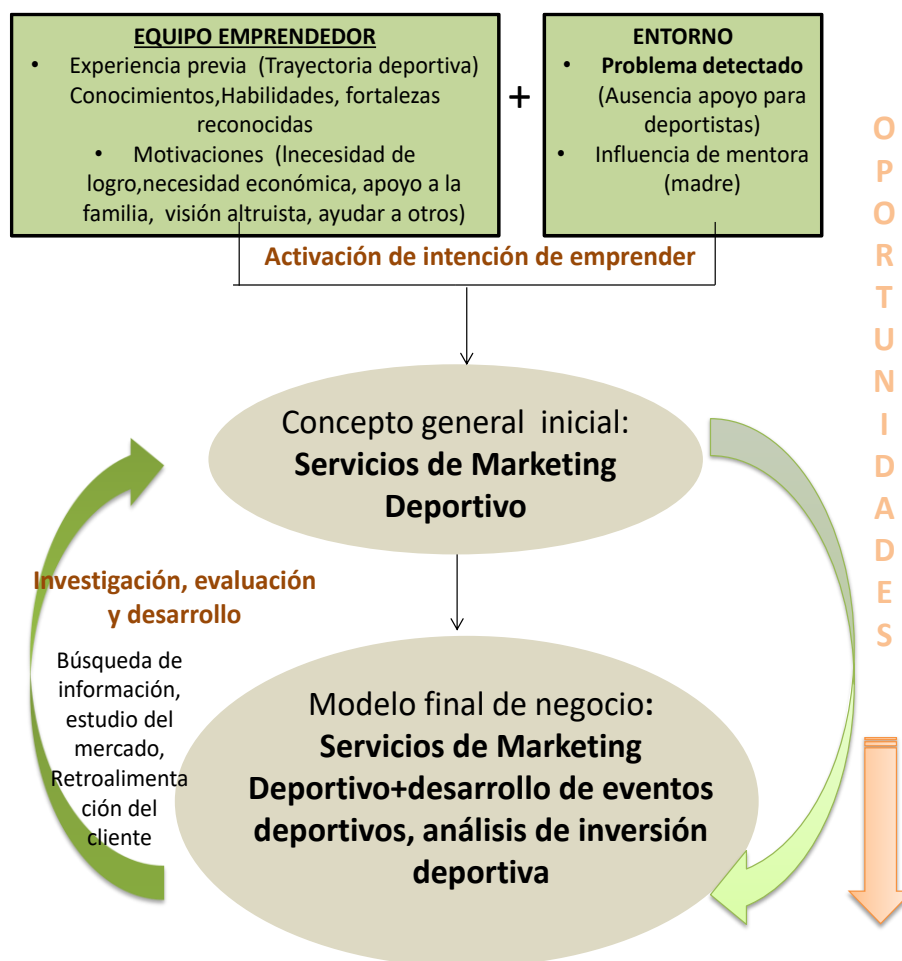 EQUIPO EMPRENDEDOR
• Experiencia previa (Trayectoria deportiva)
Conocimientos,Habilidades, fortalezas
reconocidas
• Motivaciones (Inecesidad de
logro,necesidad económica, apoyo a la
familia, visión altruista, ayudar a otros)
+
ENTORNO
• Problema detectado
(Ausencia apoyo para
deportistas)
• Influencia de mentora
(madre)
Activación de intención de emprender
Concepto general inicial:
Servicios de Marketing
Deportivo
Investigación, evaluación
y desarrollo
Búsqueda de
información,
estudio del
mercado,
Retroalimenta
ción del
cliente
Modelo final de negocio:
Servicios de Marketing
Deportivo+desarrollo de eventos
deportivos, análisis de inversión
deportiva
O
P
O
R
T
U
N
I
D
A
D
E
S